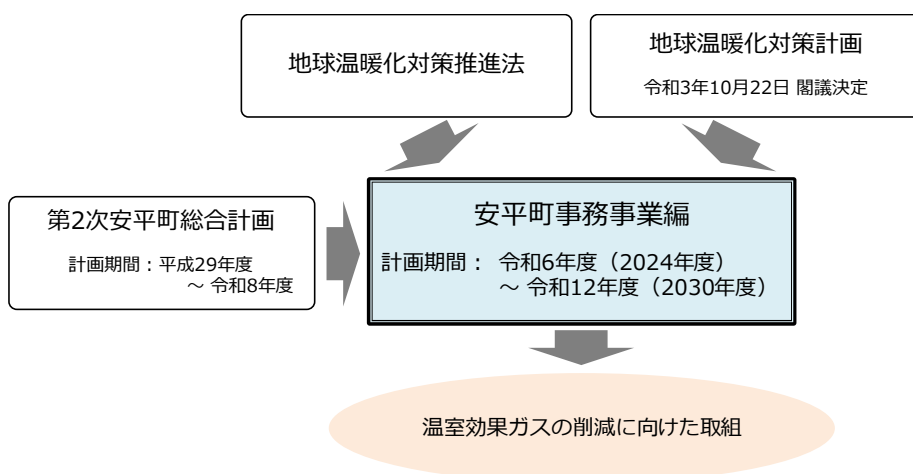 地球温暖化対策推進法
地球温暖化対策計画
令和3年10月22日 閣議決定
第2次安平町総合計画
計画期間：平成29年度
～ 令和8年度
安平町事務事業編
計画期間： 令和6年度（2024年度）
～ 令和12年度（2030年度）
温室効果ガスの削減に向けた取組